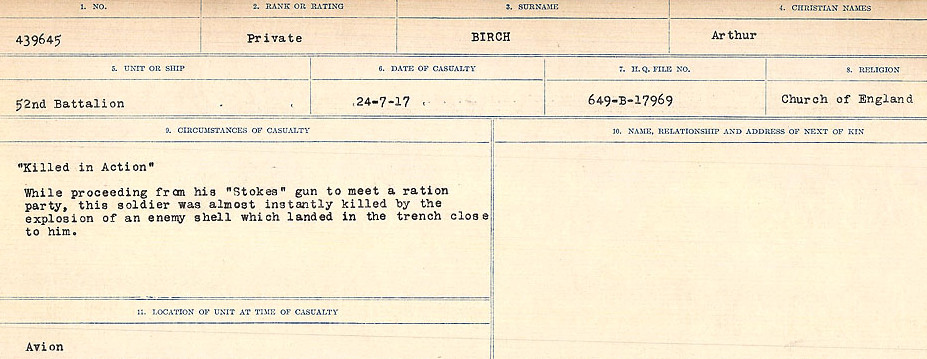 1. NO.
2. RANK OR RATING
3. SURNAME
4. CHRISTIAN NAMES
439645
Private
BIRCH
Arthur
5. UNIT OR SHIP
6. DATE OF CASUALTY
7. H.Q. FILE NO.
8. RELIGION
52nd Battalion
24-7-17
649-B-17969
Church of England
9. CIRCUMSTANCES OF CASUALTY
10. NAME, RELATIONSHIP AND ADDRESS OF NEXT OF KIN
"Killed in Action"
While proceeding from his "Stokes" gun to meet a ration
party, this soldier was almost instantly killed by the
explosion of an enemy shell which landed in the trench close
to him.
11. LOCATION OF UNIT AT TIME OF CASUALTY
Avion